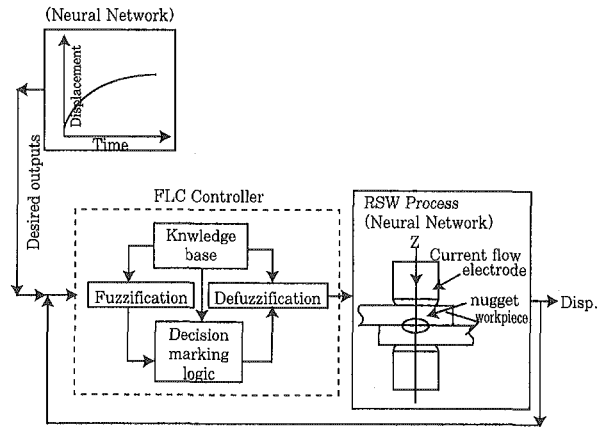 (Neural Network)
Displacement
Time
Desired outputs
FLC Controller
Knwledge
base
Fuzzification
Defuzzification
Decision
marking
logic
RSW Process
(Neural Network)
Z
Current flow
electrode
nugget
workpiece
Disp.